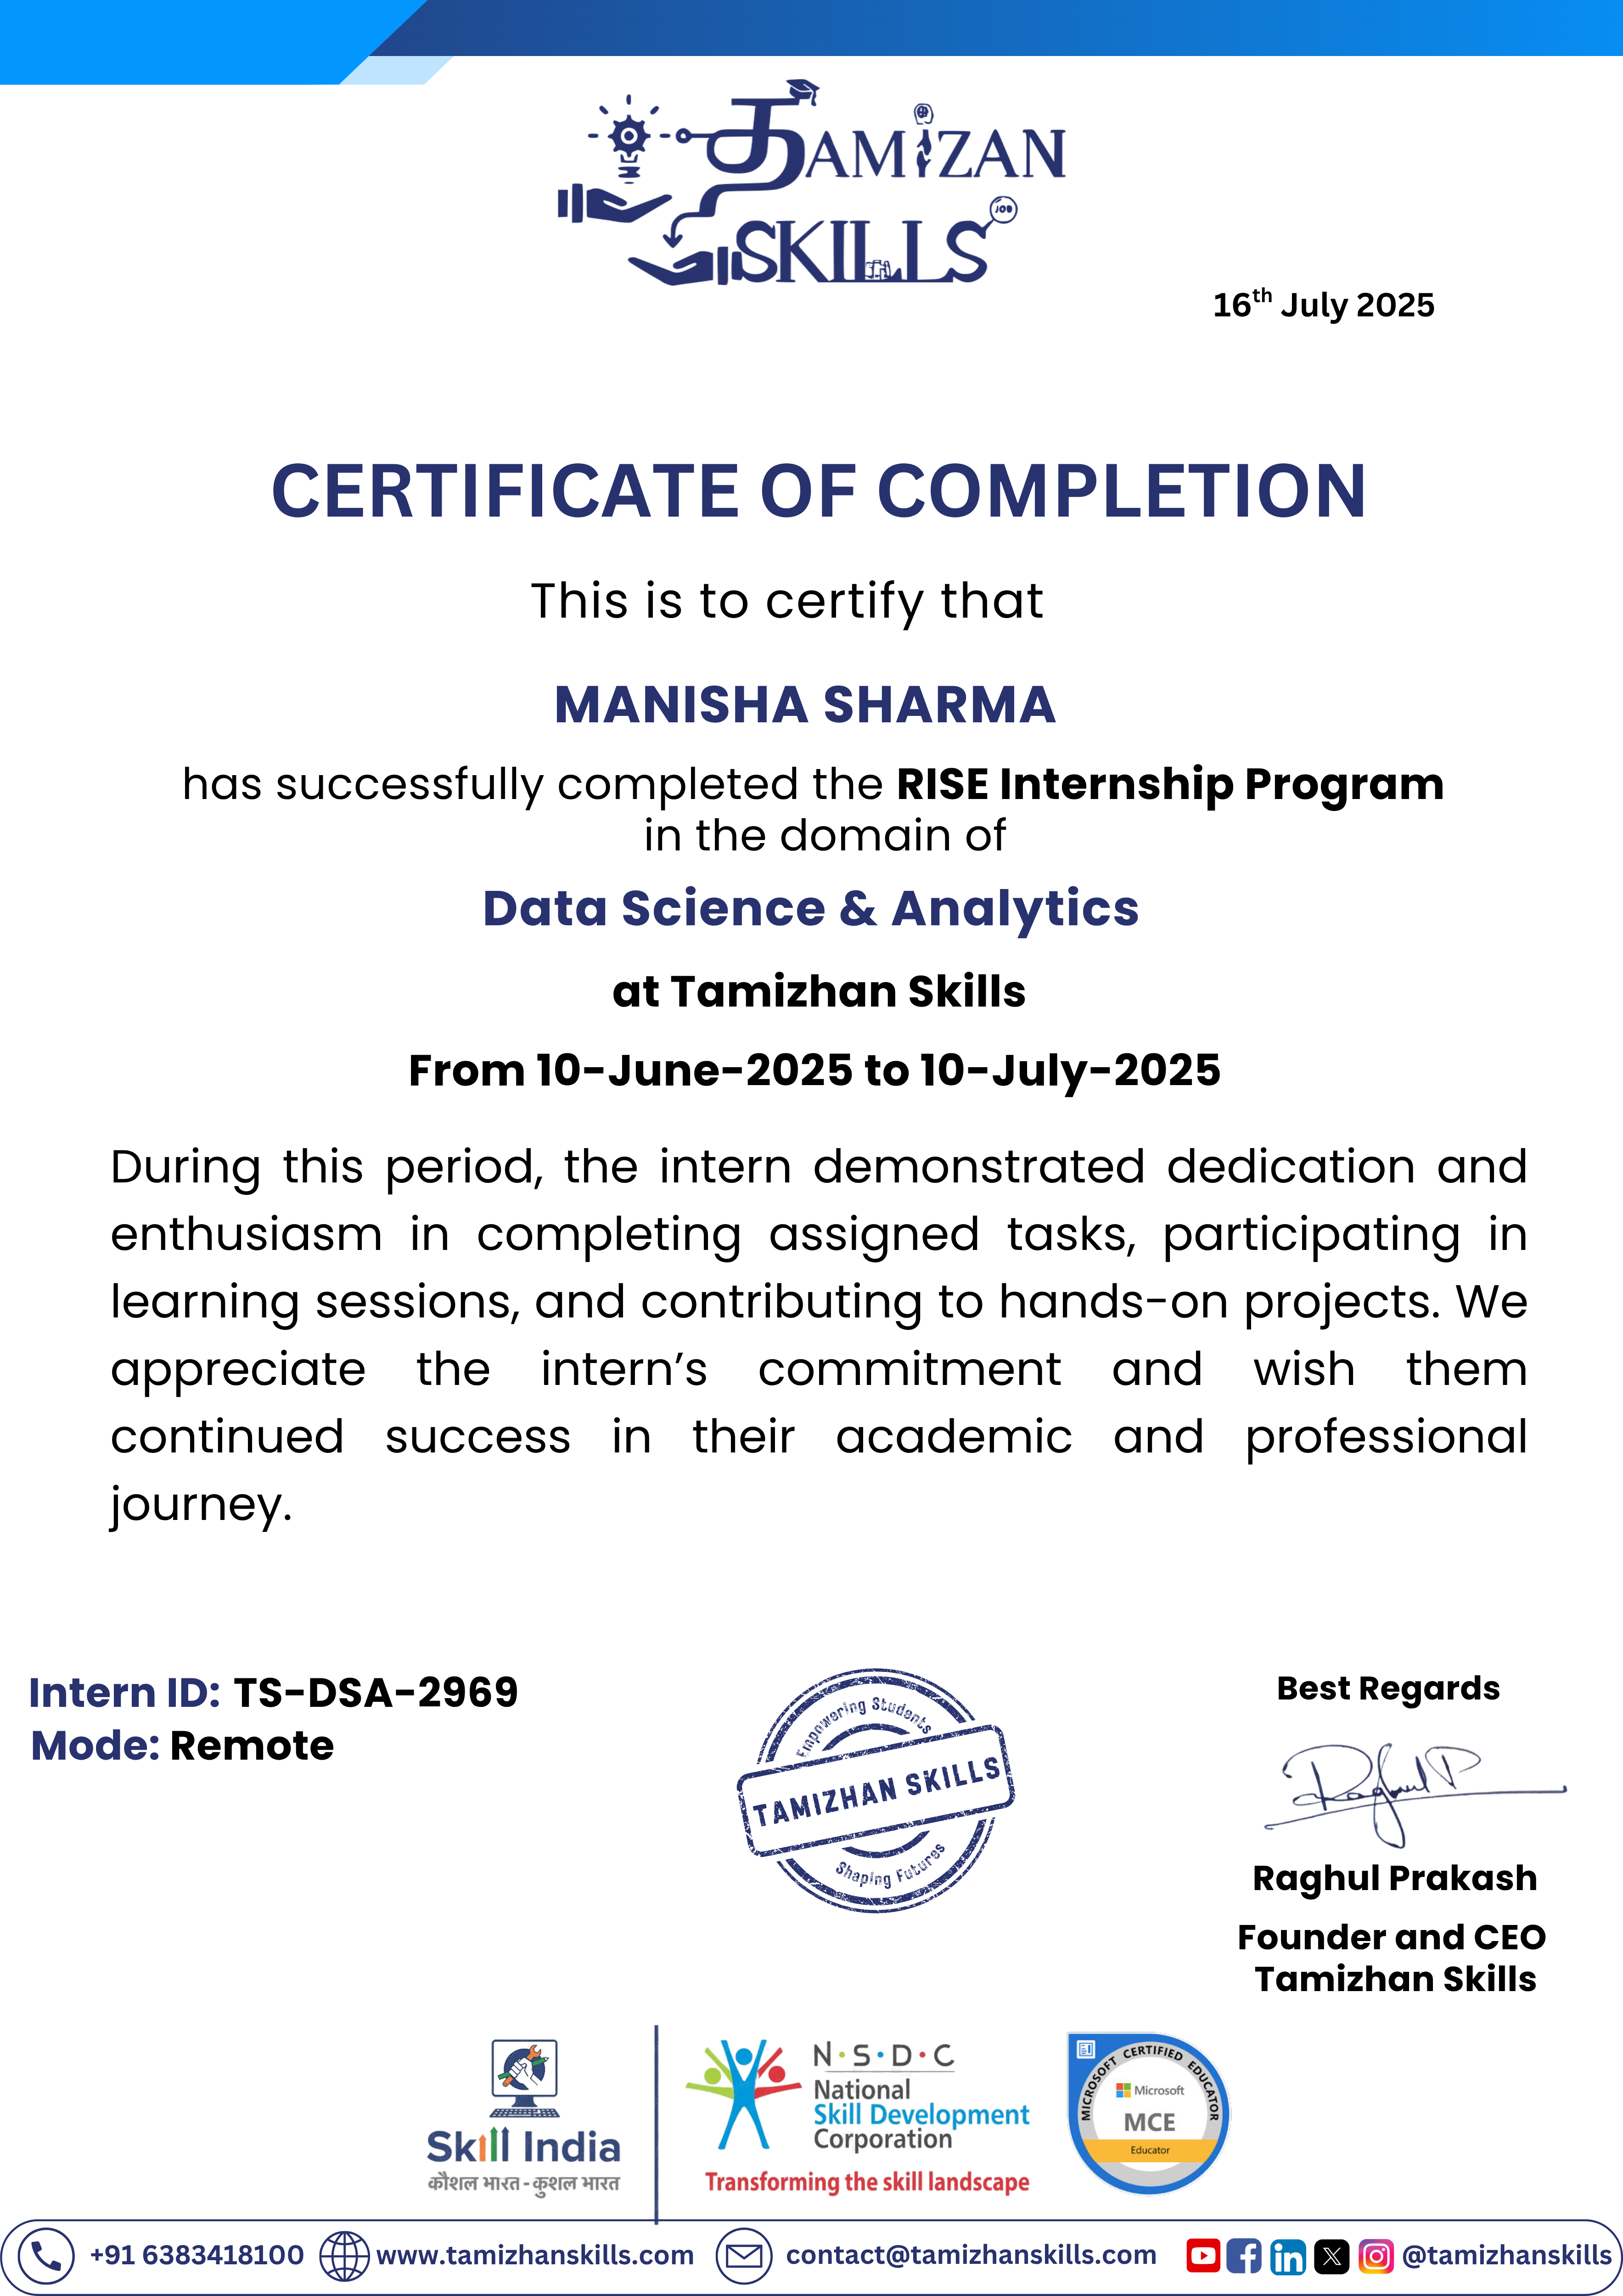 தAMIZAN
SKILLS
JOB
16th July 2025
CERTIFICATE OF COMPLETION
This is to certify that
MANISHA SHARMA
has successfully completed the RISE Internship Program
in the domain of
Data Science & Analytics
at Tamizhan Skills
From 10-June-2025 to 10-July-2025
During this period, the intern demonstrated dedication and
enthusiasm in completing assigned tasks, participating in
learning sessions, and contributing to hands-on projects. We
appreciate the intern’s commitment and wish them
continued success in their academic and professional
journey.
Intern ID: TS-DSA-2969
Mode: Remote
Empowering Students
TAMIZHAN SKILLS
Shaping Futures
Best Regards
Raghul P
Raghul Prakash
Founder and CEO
Tamizhan Skills
Skill India
कौशल भारत - कुशल भारत
N·S·D·C
National
Skill Development
Corporation
Transforming the skill landscape
MICROSOFT CERTIFIED EDUCATOR
Microsoft
MCE
Educator
+91 6383418100 www.tamizhanskills.com contact@tamizhanskills.com @tamizhanskills